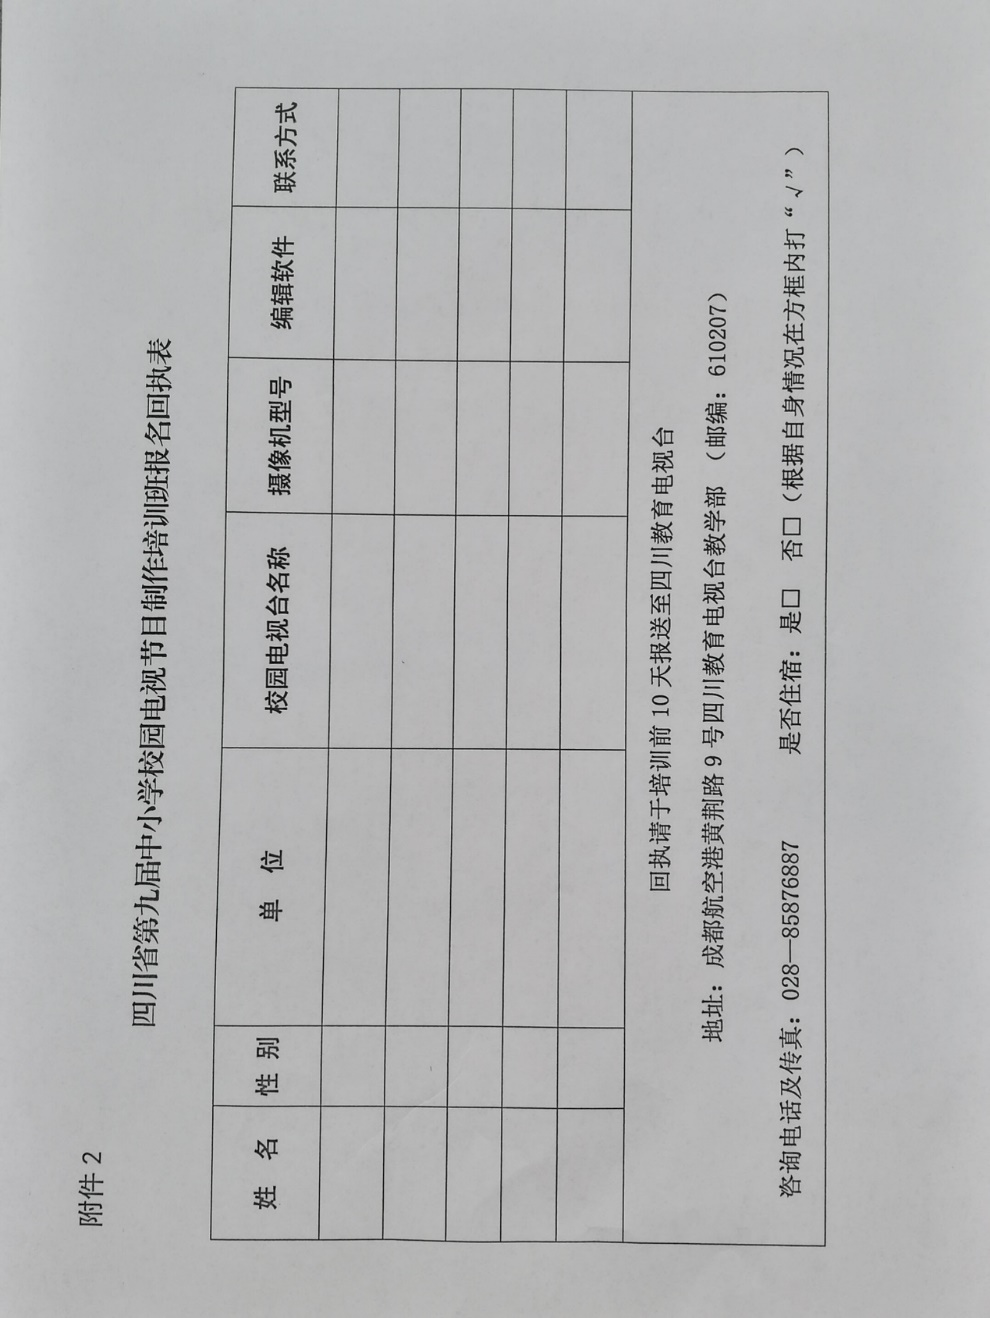 附件 2
四川省第九届中小学校园电视节目制作培训班报名回执表
姓 名 性 别 单 位 校园电视台名称 摄像机型号 编辑软件 联系方式
回执请于培训前 10 天报送至四川教育电视台
地址：成都航空港黄荆路 9 号四川教育电视台教学部 （邮编：610207）
咨询电话及传真：028—85876887 是否住宿：是□ 否□（根据自身情况在方框内打“√”）